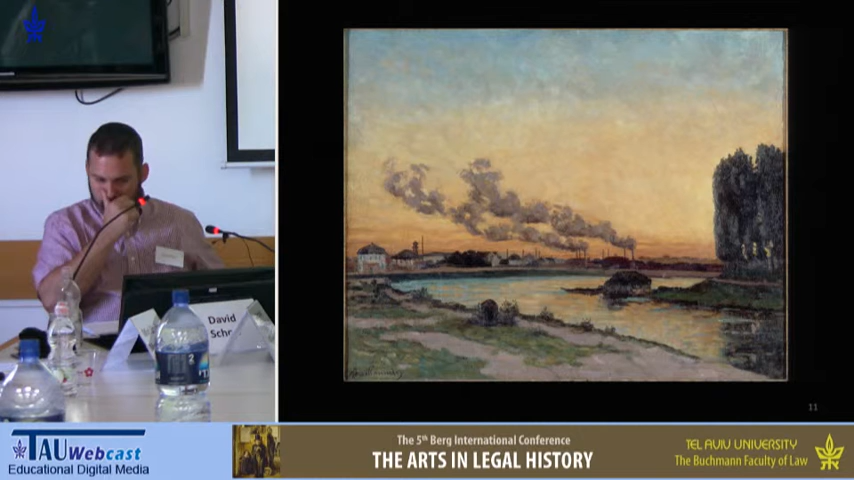 David
Schr
11
TAUWebcast
Educational Digital Media
The 5th Berg International Conference
THE ARTS IN LEGAL HISTORY
TEL AVIV UNIVERSITY
The Buchmann Faculty of Law